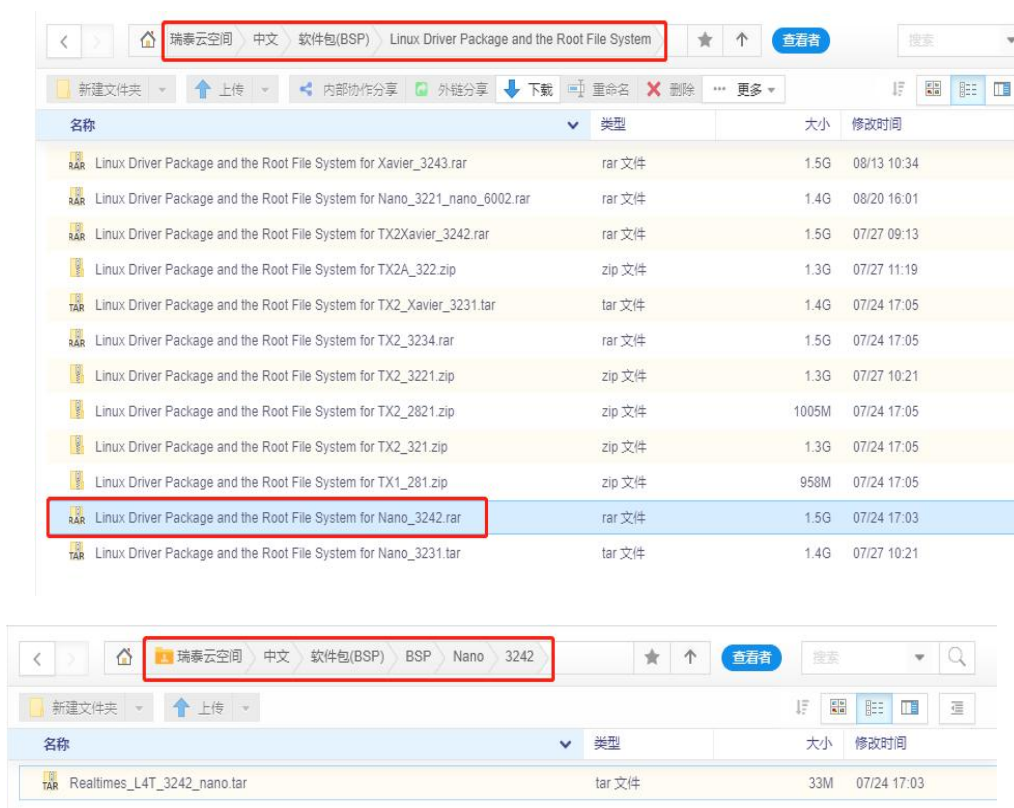 瑞泰云空间 中文 软件包(BSP) Linux Driver Package and the Root File System 查看者 搜索
新建文件夹 上传 内部协作分享 外链分享 下载 重命名 删除 更多
名称 类型 大小 修改时间
RAR Linux Driver Package and the Root File System for Xavier_3243.rar rar 文件 1.5G 08/13 10:34
RAR Linux Driver Package and the Root File System for Nano_3221_nano_6002.rar rar 文件 1.4G 08/20 16:01
RAR Linux Driver Package and the Root File System for TX2Xavier_3242.rar rar 文件 1.5G 07/27 09:13
Linux Driver Package and the Root File System for TX2A_322.zip zip 文件 1.3G 07/27 11:19
TAR Linux Driver Package and the Root File System for TX2_Xavier_3231.tar tar 文件 1.4G 07/24 17:05
RAR Linux Driver Package and the Root File System for TX2_3234.rar rar 文件 1.5G 07/24 17:05
Linux Driver Package and the Root File System for TX2_3221.zip zip 文件 1.3G 07/27 10:21
Linux Driver Package and the Root File System for TX2_2821.zip zip 文件 1005M 07/24 17:05
Linux Driver Package and the Root File System for TX2_321.zip zip 文件 1.3G 07/24 17:05
Linux Driver Package and the Root File System for TX1_281.zip zip 文件 958M 07/24 17:05
RAR Linux Driver Package and the Root File System for Nano_3242.rar rar 文件 1.5G 07/24 17:03
TAR Linux Driver Package and the Root File System for Nano_3231.tar tar 文件 1.4G 07/27 10:21
瑞泰云空间 中文 软件包(BSP) BSP Nano 3242 查看者 搜索
新建文件夹 上传
名称 类型 大小 修改时间
TAR Realtimes_L4T_3242_nano.tar tar 文件 33M 07/24 17:03